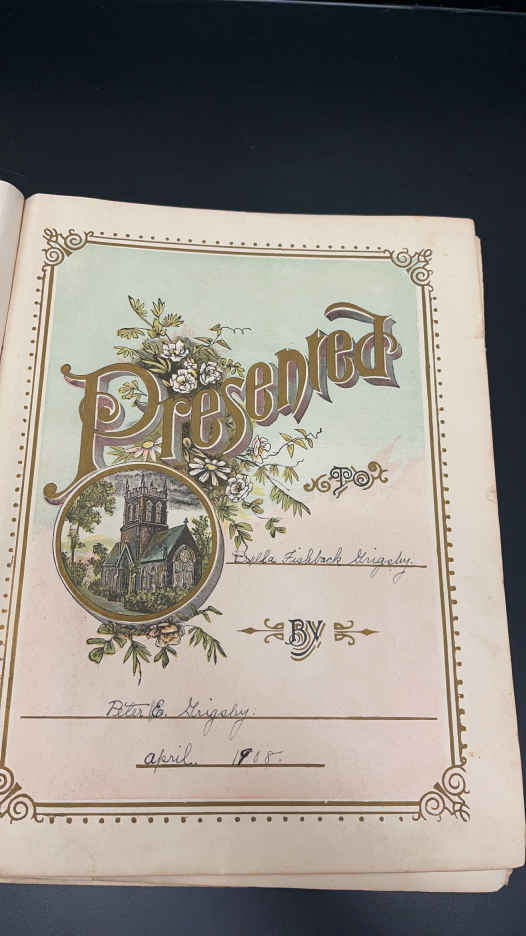 Presented
TO
Bella Fishback Grigsby.
BY
Peter E. Grigsby.
April. 1908.